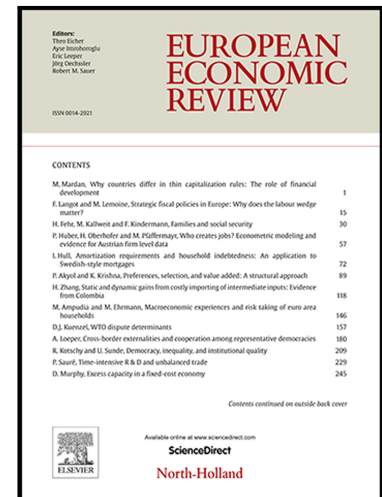 Editors:
Theo Eicher
Ayse Imrohoroglu
Eric Leeper
Jörg Oechssler
Robert M. Sauer
ISSN 0014-2921
EUROPEAN
ECONOMIC
REVIEW
CONTENTS
M. Mardan, Why countries differ in thin capitalization rules: The role of financial
development 1
F. Langot and M. Lemoine, Strategic fiscal policies in Europe: Why does the labour wedge
matter? 15
H. Fehr, M. Kallweit and F. Kindermann, Families and social security 30
P. Huber, H. Oberhofer and M. Pfaffermayr, Who creates jobs? Econometric modeling and
evidence for Austrian firm level data 57
I. Hull, Amortization requirements and household indebtedness: An application to
Swedish-style mortgages 72
P. Akyol and K. Krishna, Preferences, selection, and value added: A structural approach 89
H. Zhang, Static and dynamic gains from costly importing of intermediate inputs: Evidence
from Colombia 118
M. Ampudia and M. Ehrmann, Macroeconomic experiences and risk taking of euro area
households 146
D.J. Kuenzel, WTO dispute determinants 157
A. Loeper, Cross-border externalities and cooperation among representative democracies 180
R. Kotschy and U. Sunde, Democracy, inequality, and institutional quality 209
P. Sauré, Time-intensive R & D and unbalanced trade 229
D. Murphy, Excess capacity in a fixed-cost economy 245
Contents continued on outside back cover
Available online at www.sciencedirect.com
ScienceDirect
ELSEVIER
North-Holland